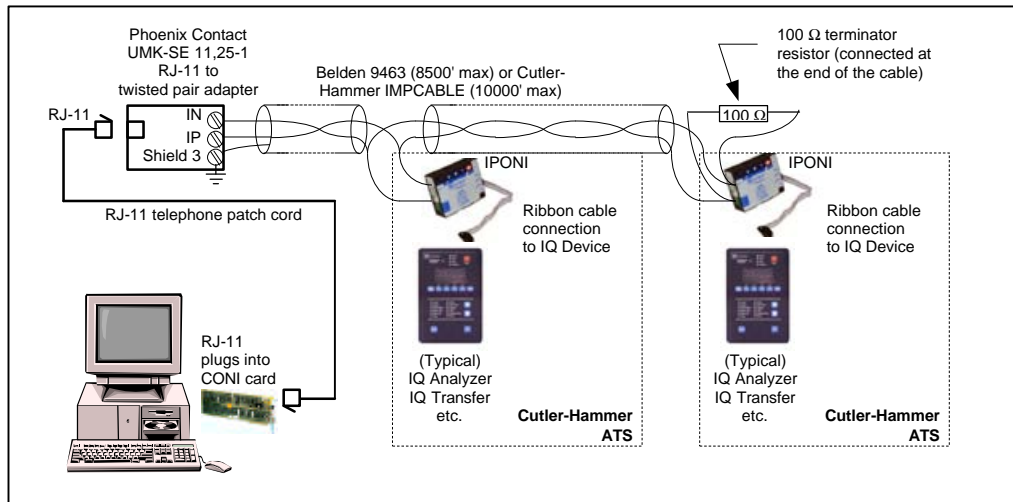 Phoenix Contact
UMK-SE 11,25-1
RJ-11 to
twisted pair adapter
RJ-11
IN
IP
Shield 3
RJ-11 telephone patch cord
Belden 9463 (8500' max) or Cutler-
Hammer IMPCABLE (10000' max)
100 Ω terminator
resistor (connected at
the end of the cable)
100 Ω
IPONI
Ribbon cable
connection
to IQ Device
IPONI
Ribbon cable
connection
to IQ Device
RJ-11
plugs into
CONI card
(Typical)
IQ Analyzer
IQ Transfer
etc.
Cutler-Hammer
ATS
(Typical)
IQ Analyzer
IQ Transfer
etc.
Cutler-Hammer
ATS